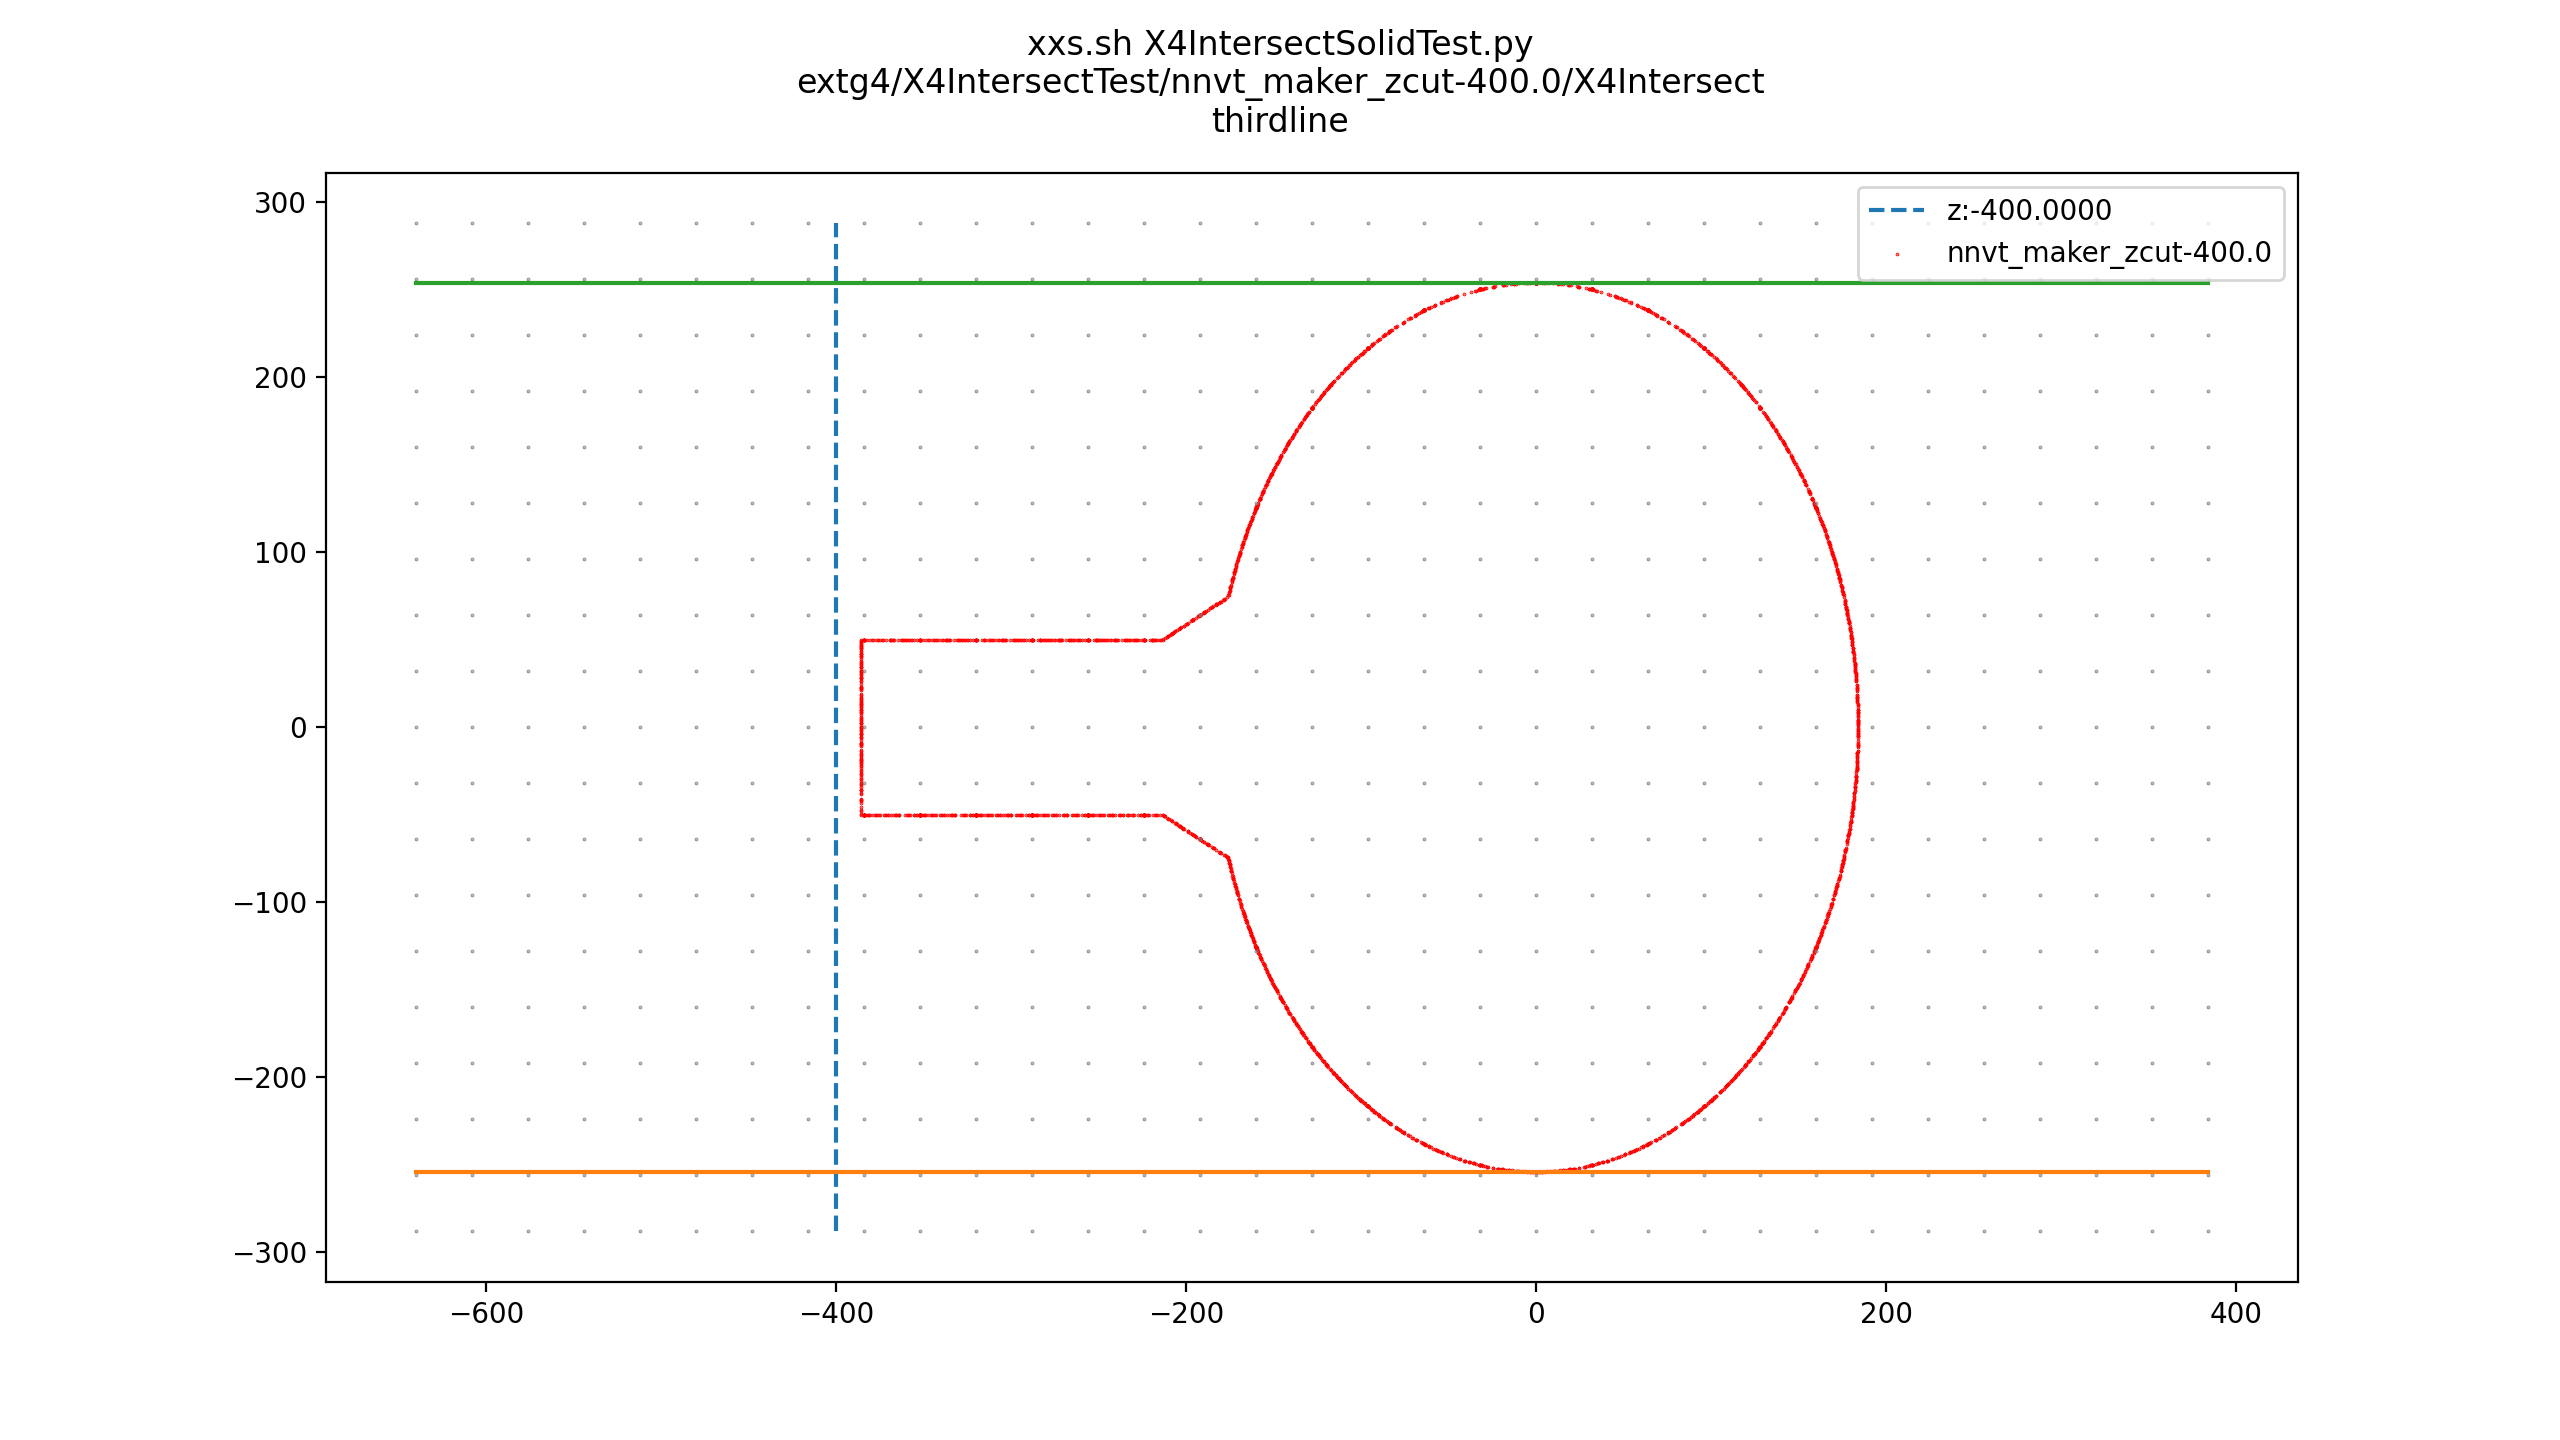 xxs.sh X4IntersectSolidTest.py
extg4/X4IntersectTest/nnvt_maker_zcut-400.0/X4Intersect
thirdline
z:-400.0000
nnvt_maker_zcut-400.0
300
200
100
0
−100
−200
−300
−600
−400
−200
0
200
400